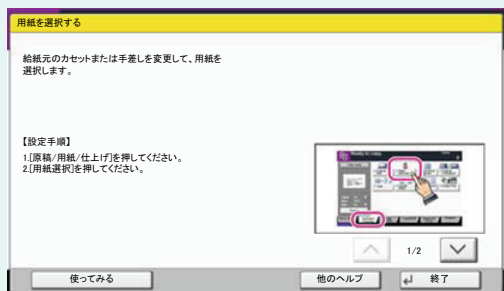 用紙を選択する
給紙元のカセットまたは手差しを変更して、用紙を
選択します。
【設定手順】
1.[原稿/用紙/仕上げ]を押してください。
2.[用紙選択]を押してください。
Ready to copy.
1/2
使ってみる
他のヘルプ
終了